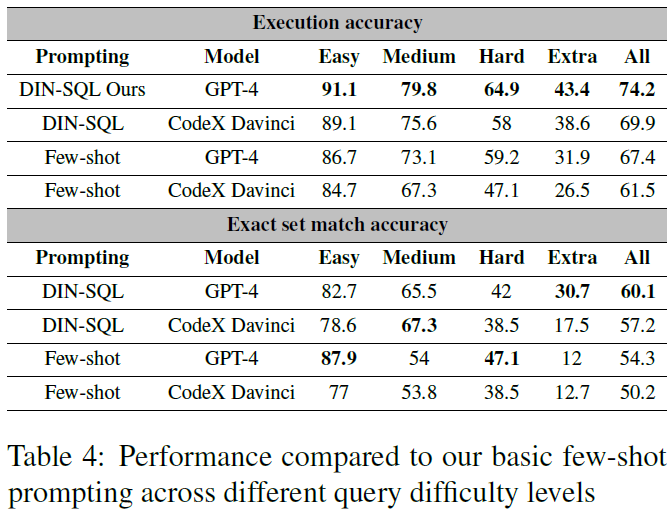 Execution accuracy
Prompting Model Easy Medium Hard Extra All
DIN-SQL Ours GPT-4 91.1 79.8 64.9 43.4 74.2
DIN-SQL CodeX Davinci 89.1 75.6 58 38.6 69.9
Few-shot GPT-4 86.7 73.1 59.2 31.9 67.4
Few-shot CodeX Davinci 84.7 67.3 47.1 26.5 61.5
Exact set match accuracy
Prompting Model Easy Medium Hard Extra All
DIN-SQL GPT-4 82.7 65.5 42 30.7 60.1
DIN-SQL CodeX Davinci 78.6 67.3 38.5 17.5 57.2
Few-shot GPT-4 87.9 54 47.1 12 54.3
Few-shot CodeX Davinci 77 53.8 38.5 12.7 50.2
Table 4: Performance compared to our basic few-shot
prompting across different query difficulty levels